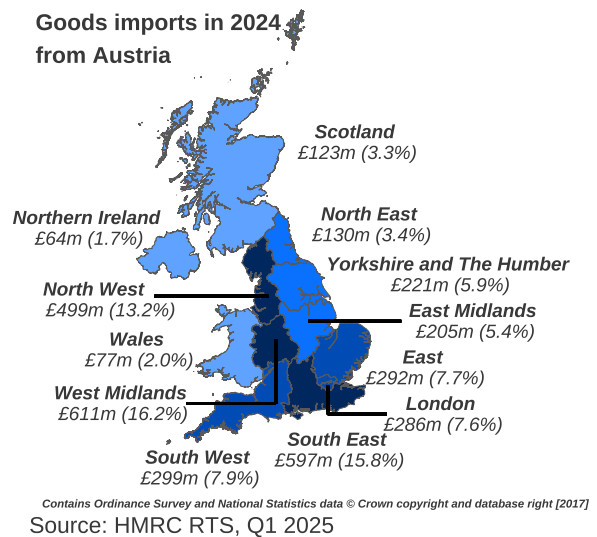 Goods imports in 2024
from Austria
Scotland
£123m (3.3%)
Northern Ireland
£64m (1.7%)
North East
£130m (3.4%)
Yorkshire and The Humber
£221m (5.9%)
North West
£499m (13.2%)
East Midlands
£205m (5.4%)
Wales
£77m (2.0%)
East
£292m (7.7%)
West Midlands
£611m (16.2%)
London
£286m (7.6%)
South East
£597m (15.8%)
South West
£299m (7.9%)
Contains Ordinance Survey and National Statistics data © Crown copyright and database right [2017]
Source: HMRC RTS, Q1 2025